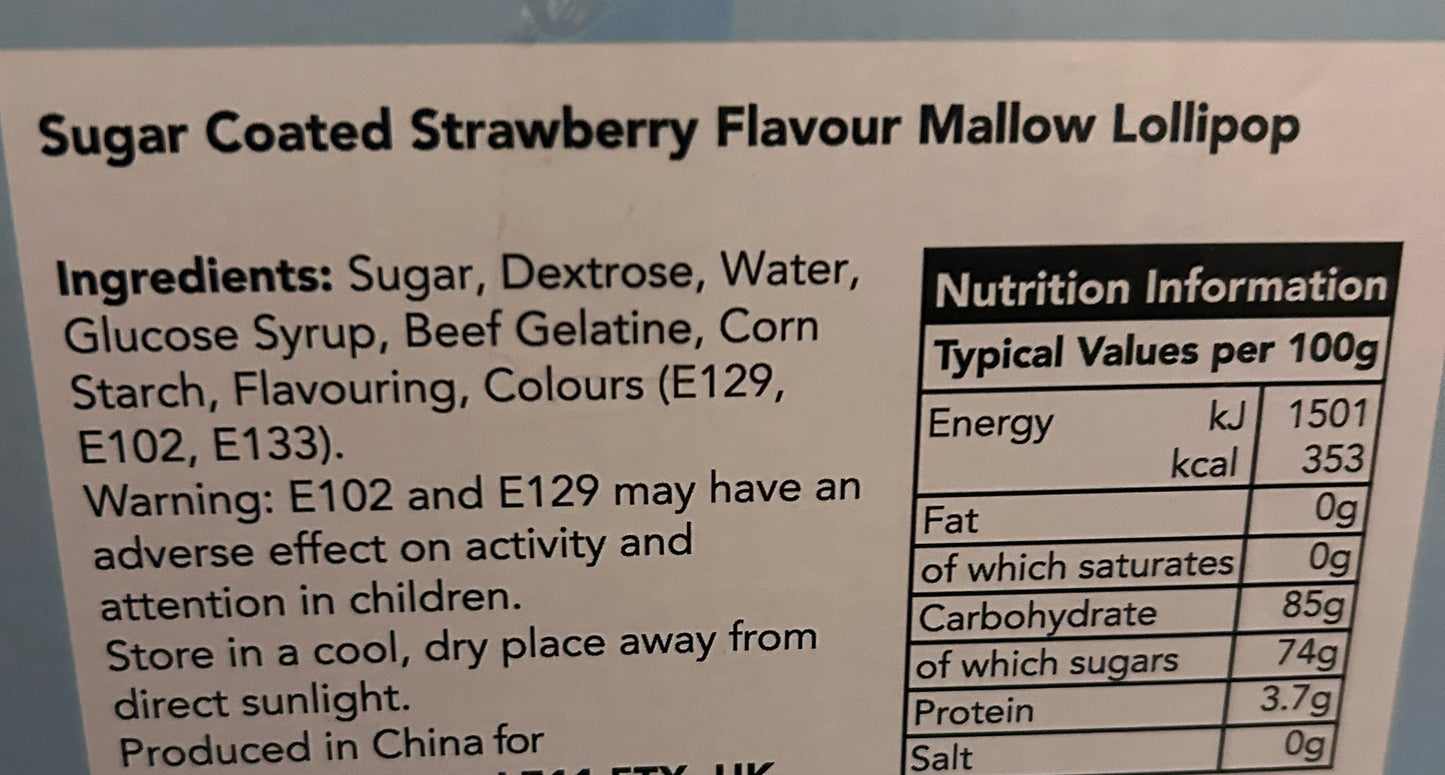 Sugar Coated Strawberry Flavour Mallow Lollipop
Ingredients: Sugar, Dextrose, Water,
Glucose Syrup, Beef Gelatine, Corn
Starch, Flavouring, Colours (E129,
E102, E133).
Warning: E102 and E129 may have an
adverse effect on activity and
attention in children.
Store in a cool, dry place away from
direct sunlight.
Produced in China for
UK
Nutrition Information
Typical Values per 100g
Energy kJ 1501
kcal 353
Fat 0g
of which saturates 0g
Carbohydrate 85g
of which sugars 74g
Protein 3.7g
Salt 0g